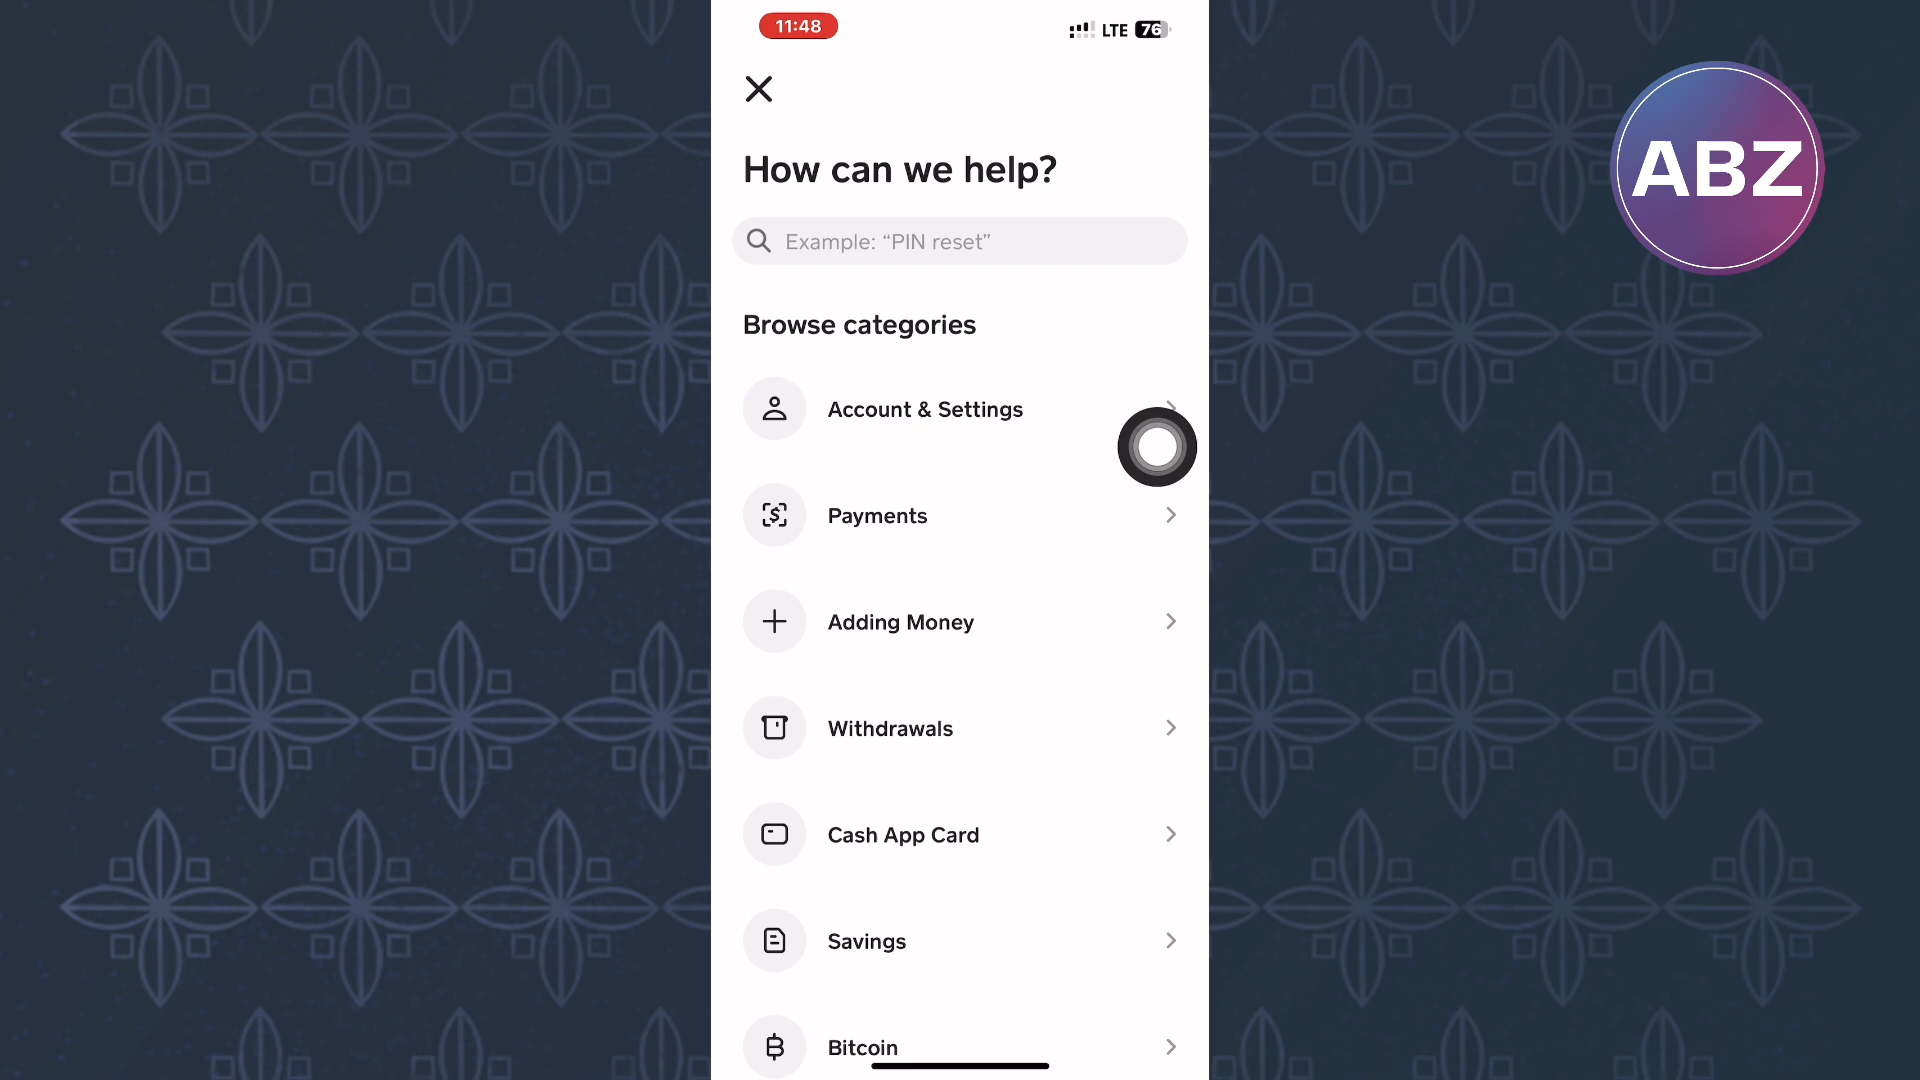 11:48
LTE 76
ABZ
How can we help?
Example: “PIN reset”
Browse categories
Account & Settings
Payments
Adding Money
Withdrawals
Cash App Card
Savings
Bitcoin